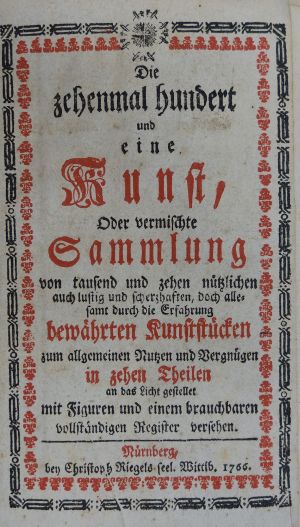 Die
zehenmal hundert
und
eine
Kunst,
Oder vermischte
Sammlung
von tausend und zehen nützlichen
auch lustig und scherzhaften, doch alle-
samt durch die Erfahrung
bewährten Kunststücken
zum allgemeinen Nutzen und Vergnügen
in zehen Theilen
an das Licht gestellet
mit Figuren und einem brauchbaren
vollständigen Register versehen.
Nürnberg,
bey Christoph Riegels seel. Wittib. 1766.